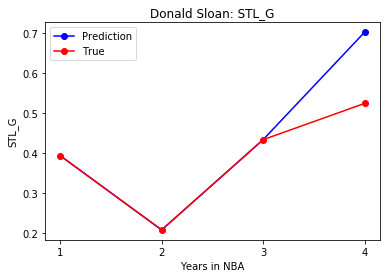 Donald Sloan: STL_G
Prediction
True
STL_G
0.7
0.6
0.5
0.4
0.3
0.2
1 2 3 4
Years in NBA